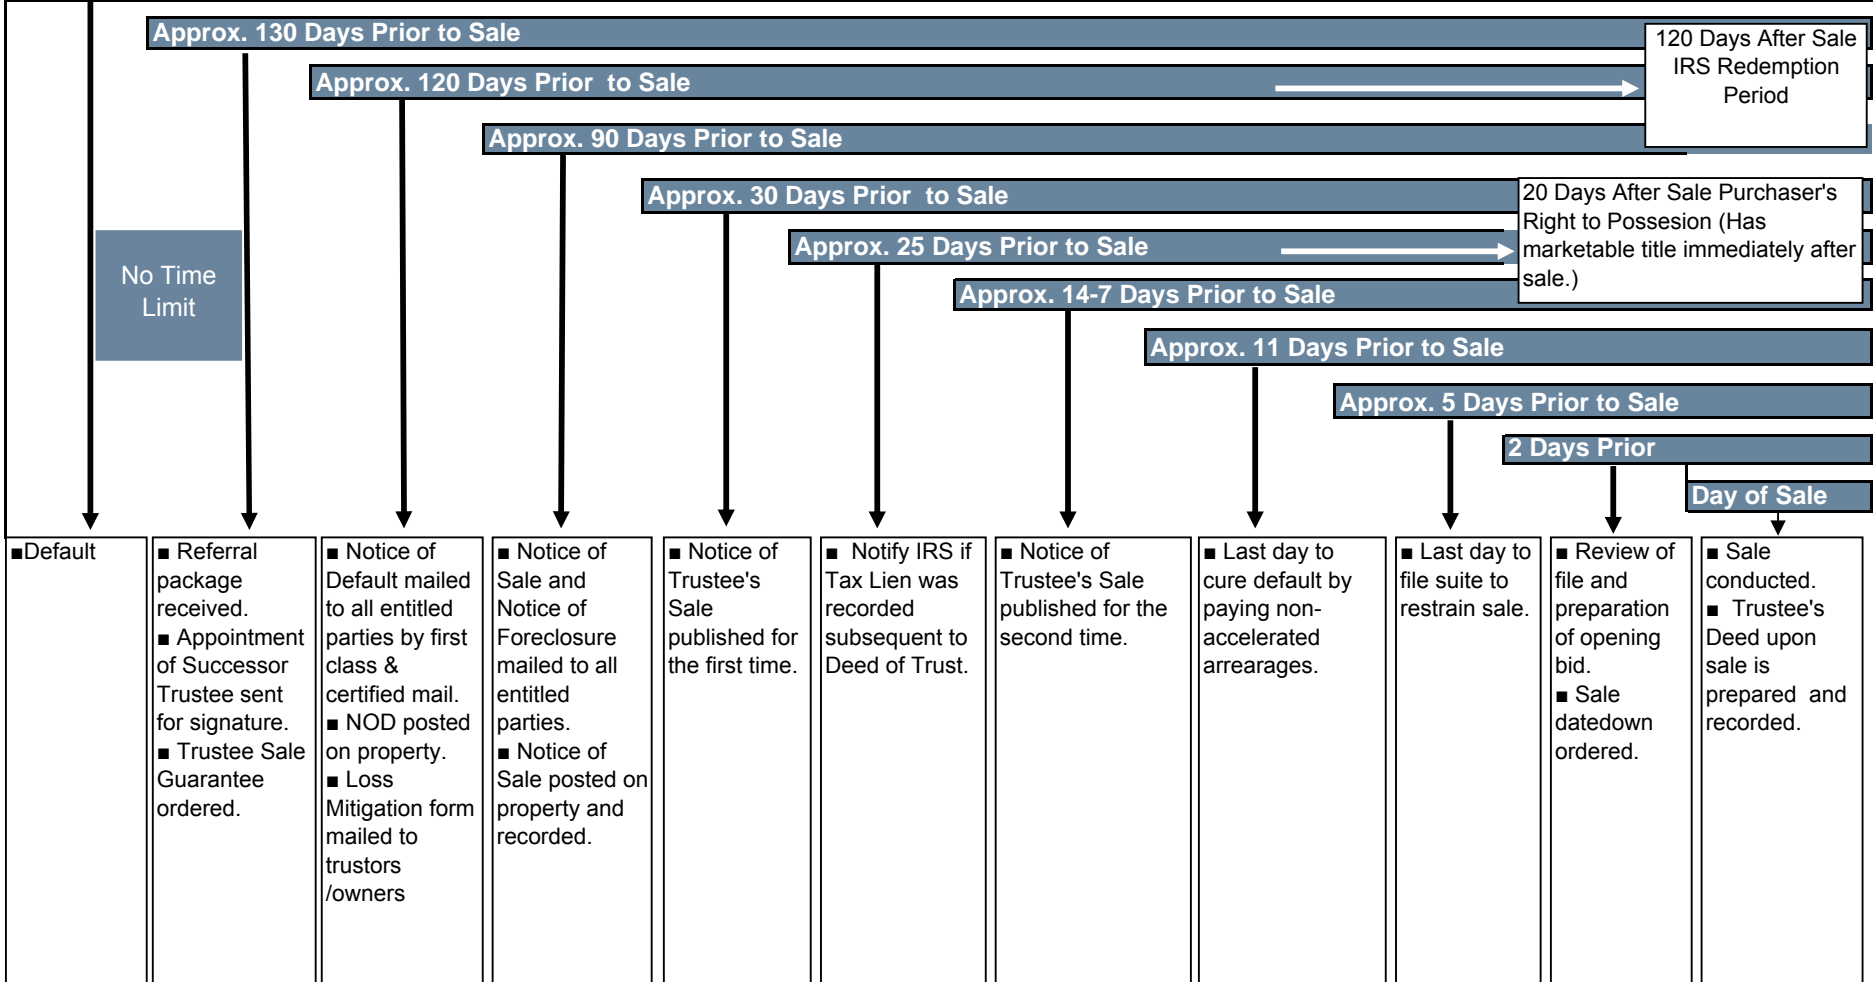 Approx. 130 Days Prior to Sale
120 Days After Sale
IRS Redemption
Period
Approx. 120 Days Prior  to Sale
Approx. 90 Days Prior to Sale
Approx. 30 Days Prior  to Sale
20 Days After Sale Purchaser's
Right to Possesion (Has
marketable title immediately after
sale.)
Approx. 25 Days Prior to Sale
No Time
Limit
Approx. 14-7 Days Prior to Sale
Approx. 11 Days Prior to Sale
Approx. 5 Days Prior to Sale
2 Days Prior
Day of Sale
■Default
■ Referral
package
received.
■ Appointment
of Successor
Trustee sent
for signature.
■ Trustee Sale
Guarantee
ordered.
■ Notice of
Default mailed
to all entitled
parties by first
class &
certified mail.
■ NOD posted
on property.
■ Loss
Mitigation form
mailed to
trustors
/owners
■ Notice of
Sale and
Notice of
Foreclosure
mailed to all
entitled
parties.
■ Notice of
Sale posted on
property and
recorded.
■ Notice of
Trustee's
Sale
published for
the first time.
■ Notify IRS if
Tax Lien was
recorded
subsequent to
Deed of Trust.
■ Notice of
Trustee's Sale
published for the
second time.
■ Last day to
cure default by
paying non-
accelerated
arrearages.
■ Last day to
file suite to
restrain sale.
■ Review of
file and
preparation
of opening
bid.
■ Sale
datedown
ordered.
■ Sale
conducted.
■ Trustee's
Deed upon
sale is
prepared  and
recorded.